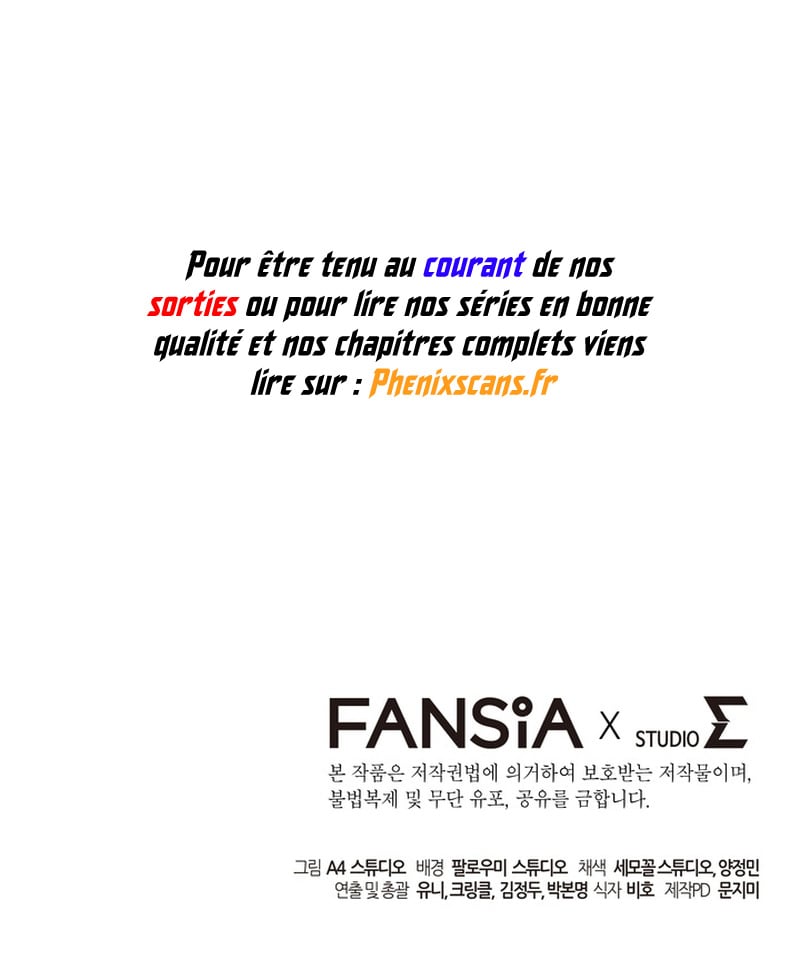 Pour être tenu au courant de nos
sorties ou pour lire nos séries en bonne
qualité et nos chapitres complets viens
lire sur : Phenixscans.fr
FANSiA X STUDIO Σ
본 작품은 저작권법에 의거하여 보호받는 저작물이며,
불법복제 및 무단 유포, 공유를 금합니다.
그림 A4 스튜디오 배경 팔로우미 스튜디오 채색 세모꼴스튜디오, 양정민
연출 및 총괄 유니, 크링클, 김정두, 박본명 식자 비호 제작PD 문지미